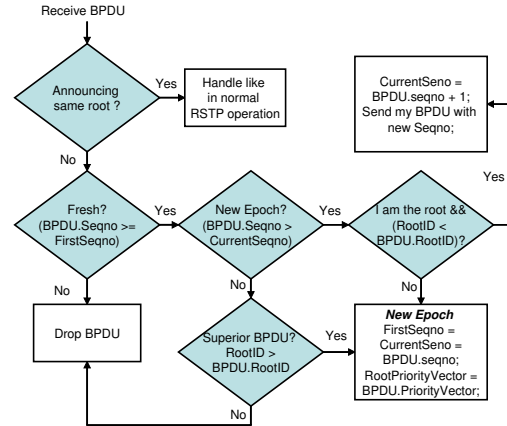 Receive BPDU
Announcing
same root ?
Yes
Handle like
in normal
RSTP operation
CurrentSeno =
BPDU.seqno + 1;
Send my BPDU with
new Seqno;
No
Yes
Fresh?
(BPDU.Seqno >=
FirstSeqno)
Yes
New Epoch?
(BPDU.Seqno >
CurrentSeqno)
Yes
I am the root &&
(RootID <
BPDU.RootID)?
No
No
No
Drop BPDU
Superior BPDU?
RootID >
BPDU.RootID
Yes
New Epoch
FirstSeqno =
CurrentSeno =
BPDU.seqno;
RootPriorityVector =
BPDU.PriorityVector;
No